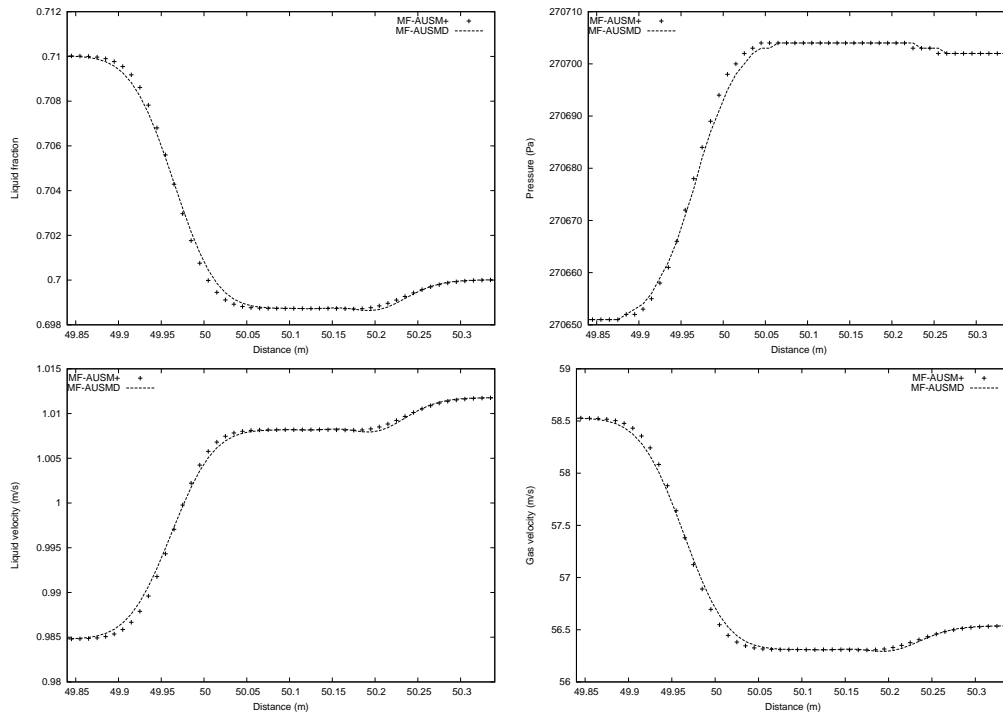 0.712
0.71
0.708
0.706
0.704
0.702
0.7
0.698
49.85 49.9 49.95 50 50.05 50.1 50.15 50.2 50.25 50.3
Liquid fraction
Distance (m)
MF-AUSM+
MF-AUSMD
270710
270700
270690
270680
270670
270660
270650
49.85 49.9 49.95 50 50.05 50.1 50.15 50.2 50.25 50.3
Pressure (Pa)
Distance (m)
MF-AUSM+
MF-AUSMD
1.015
1.01
1.005
1
0.995
0.99
0.985
0.98
49.85 49.9 49.95 50 50.05 50.1 50.15 50.2 50.25 50.3
Liquid velocity (m/s)
Distance (m)
MF-AUSM+
MF-AUSMD
59
58.5
58
57.5
57
56.5
56
49.85 49.9 49.95 50 50.05 50.1 50.15 50.2 50.25 50.3
Gas velocity (m/s)
Distance (m)
MF-AUSM+
MF-AUSMD